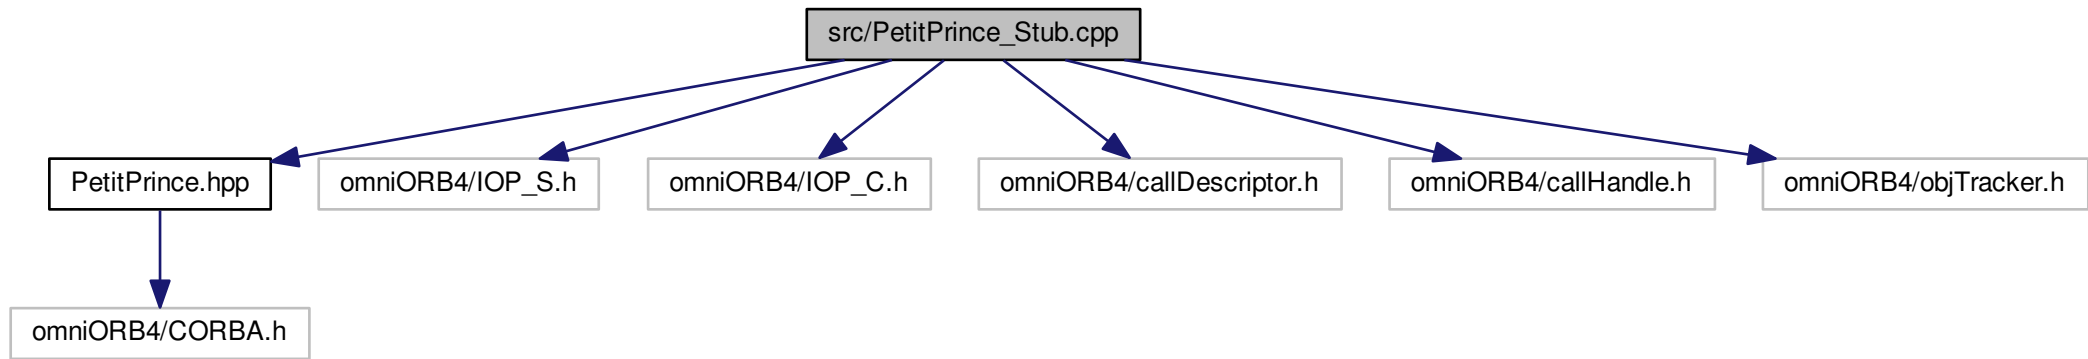 src/PetitPrince_Stub.cpp
PetitPrince.hpp
omniORB4/IOP_S.h
omniORB4/IOP_C.h
omniORB4/callDescriptor.h
omniORB4/callHandle.h
omniORB4/objTracker.h
omniORB4/CORBA.h